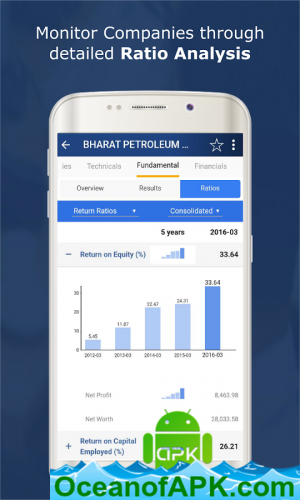 Monitor Companies through
detailed Ratio Analysis
BHARAT PETROLEUM ...
ies Technicals Fundamental Financials
Overview Results Ratios
Return Ratios Consolidated
5 years 2016-03
Return on Equity (%) 33.64
33.64
24.31
22.47
11.87
5.45
30
20
10
0
2012-03 2013-03 2014-03 2015-03 2016-03
Net Profit 8,463.98
Net Worth 28,033.58
Return on Capital
Employed (%) 26.21
apk
OceanofAPK.com